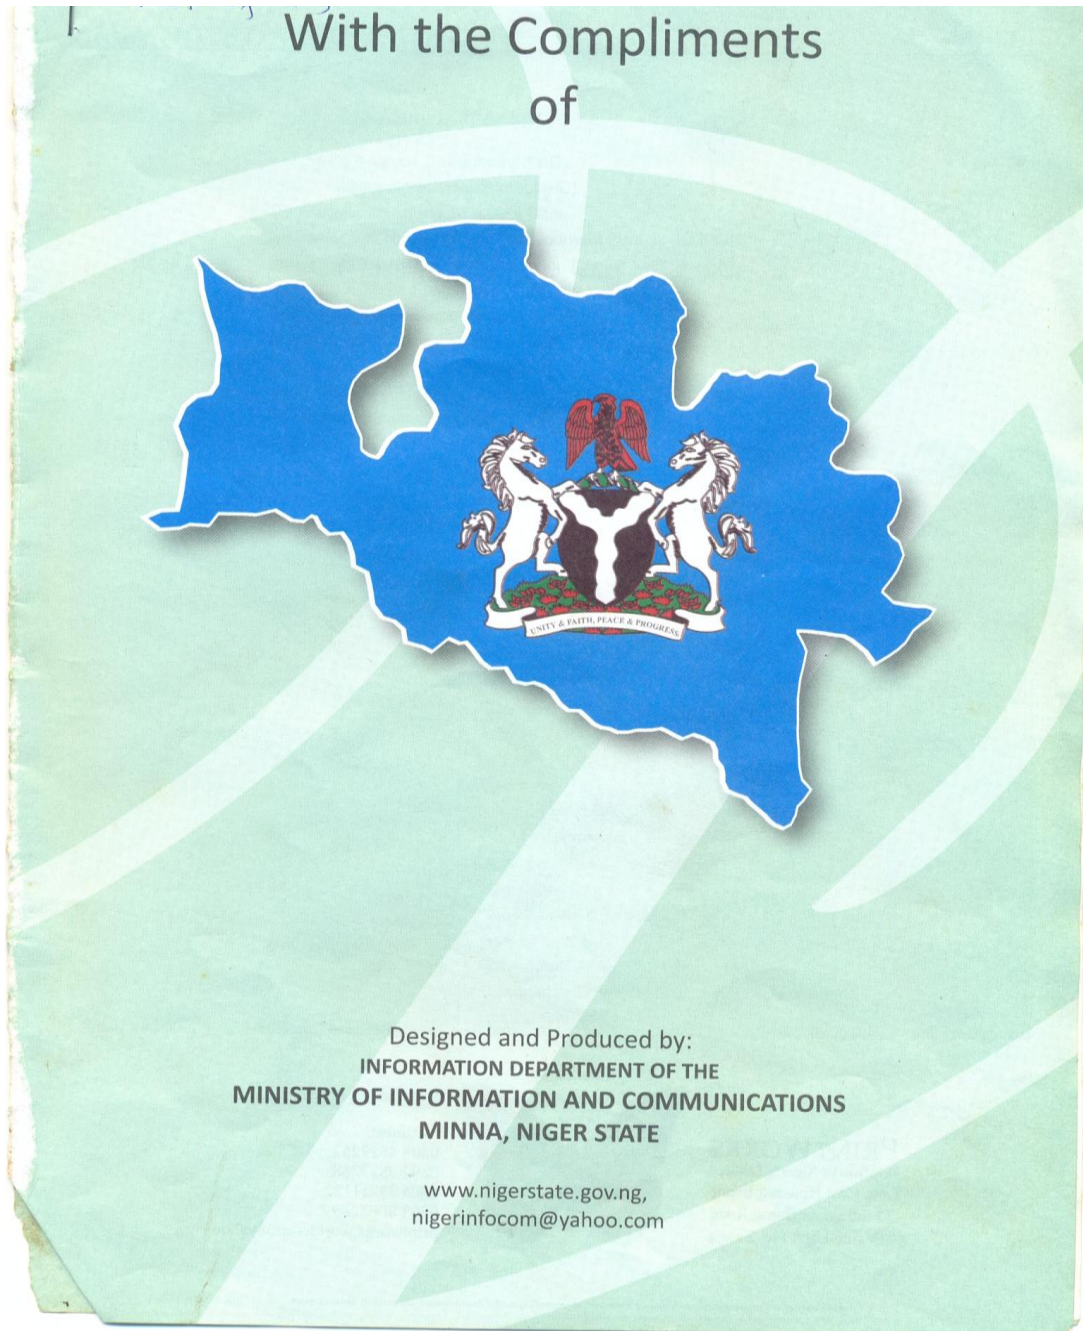 With the Compliments
of
UNITY & FAITH, PEACE & PROGRESS
Designed and Produced by:
INFORMATION DEPARTMENT OF THE
MINISTRY OF INFORMATION AND COMMUNICATIONS
MINNA, NIGER STATE
www.nigerstate.gov.ng,
nigerinfocom@yahoo.com